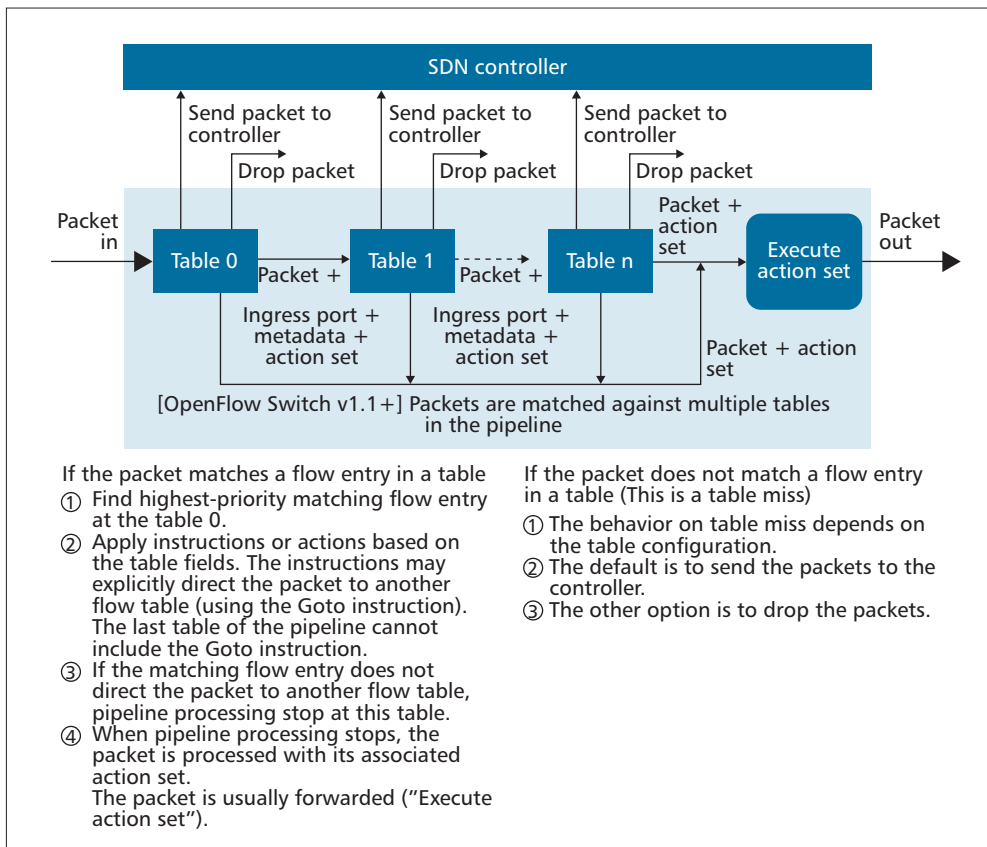 SDN controller
Send packet to
controller
Send packet to
controller
Send packet to
controller
Drop packet
Drop packet
Drop packet
Packet
in
Table 0
Packet +
Table 1
Packet +
Table n
Packet +
action
set
Execute
action set
Packet
out
Ingress port +
metadata +
action set
Ingress port +
metadata +
action set
Packet + action
set
[OpenFlow Switch v1.1+] Packets are matched against multiple tables
in the pipeline
If the packet matches a flow entry in a table
① Find highest-priority matching flow entry
at the table 0.
② Apply instructions or actions based on
the table fields. The instructions may
explicitly direct the packet to another
flow table (using the Goto instruction).
The last table of the pipeline cannot
include the Goto instruction.
③ If the matching flow entry does not
direct the packet to another flow table,
pipeline processing stop at this table.
④ When pipeline processing stops, the
packet is processed with its associated
action set.
The packet is usually forwarded (”Execute
action set”).
If the packet does not match a flow entry
in a table (This is a table miss)
① The behavior on table miss depends on
the table configuration.
② The default is to send the packets to the
controller.
③ The other option is to drop the packets.